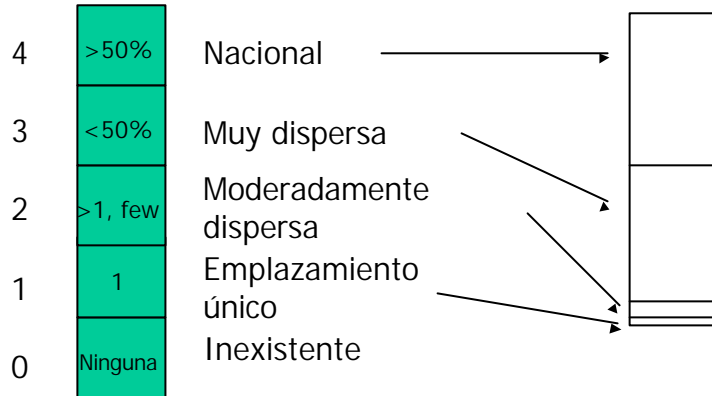 4 >50% Nacional
3 <50% Muy dispersa
2 >1, few Moderadamente
dispersa
1 1 Emplazamiento
único
0 Ninguna Inexistente